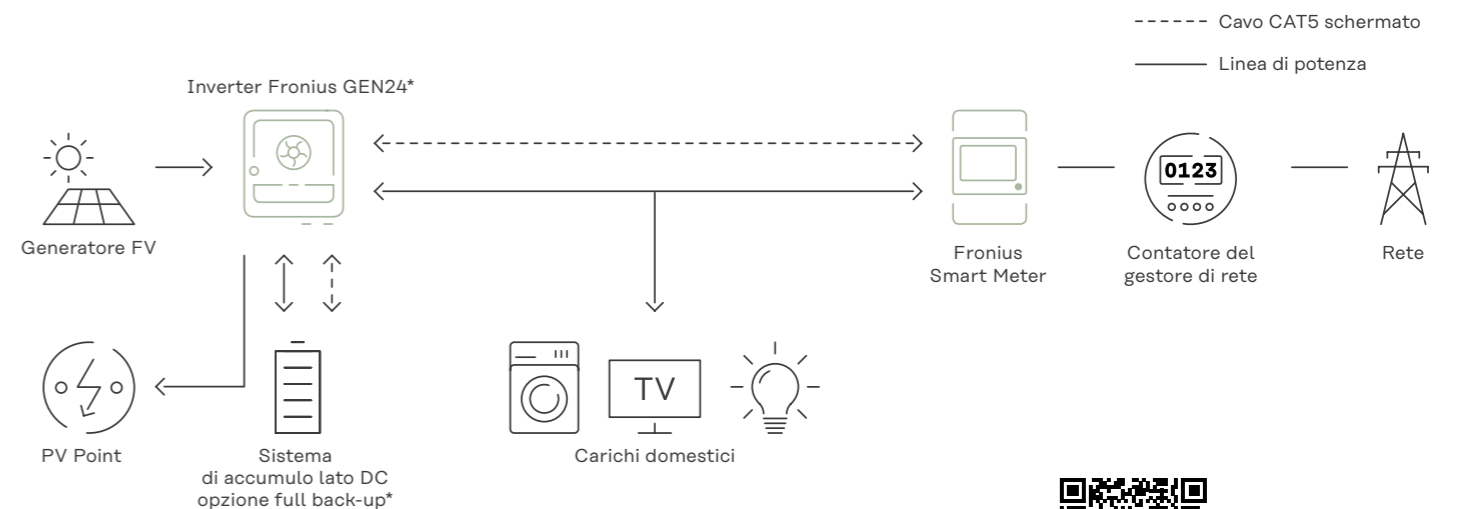 Cavo CAT5 schermato
Linea di potenza
Inverter Fronius GEN24*
0123
Generatore FV
Fronius
Smart Meter
Contatore del
gestore di rete
Rete
TV
PV Point
Sistema
di accumulo lato DC
opzione full back-up*
Carichi domestici